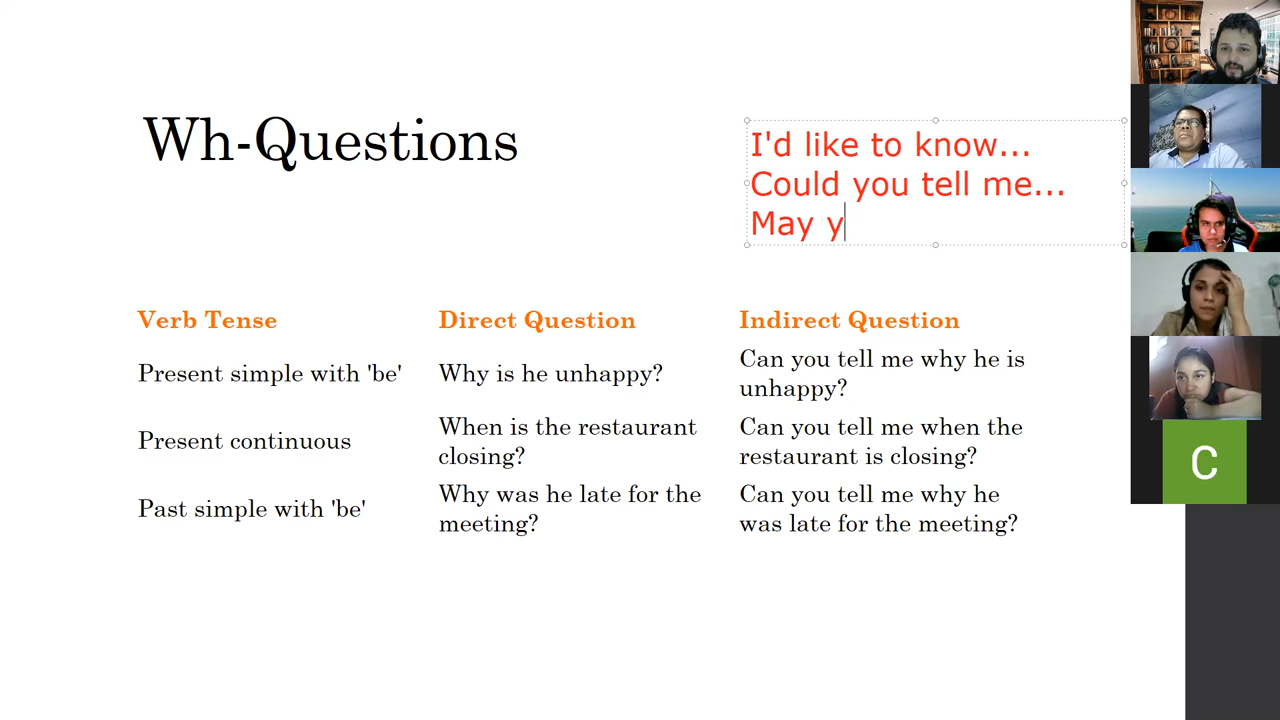 Wh-Questions
I'd like to know...
Could you tell me...
May y
Verb Tense Direct Question Indirect Question
Present simple with 'be' Why is he unhappy? Can you tell me why he is
unhappy?
Present continuous When is the restaurant
closing? Can you tell me when the
restaurant is closing?
Past simple with 'be' Why was he late for the
meeting? Can you tell me why he
was late for the meeting?
C